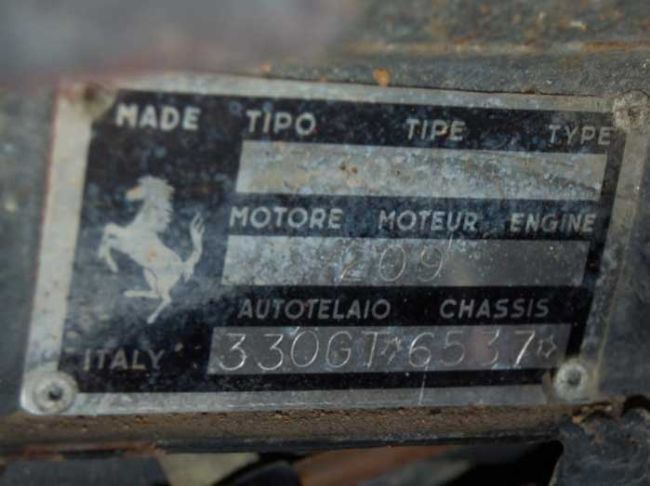 MADE TIPO TIPE TYPE
MOTORE MOTEUR ENGINE
209
AUTOTELAIO CHASSIS
ITALY 330GT☆6537☆